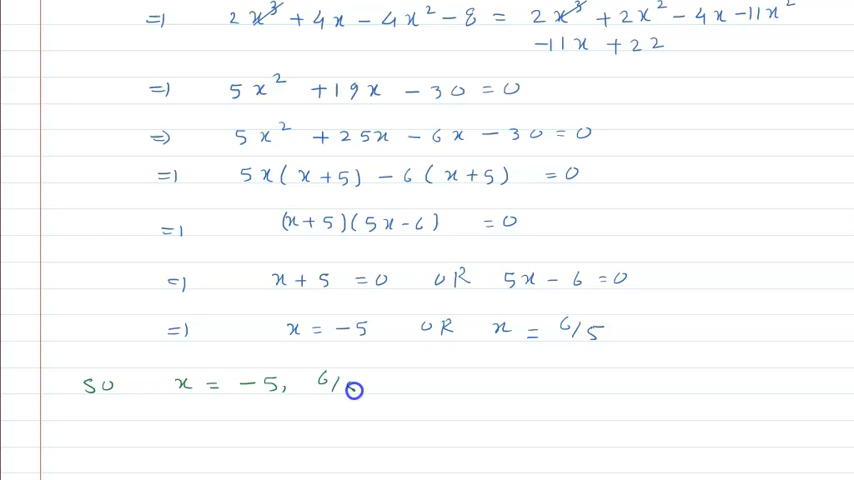 =) 2x³ + 4x - 4x² - 8 = 2x³ + 2x² - 4x - 11x²
-11x + 22
=) 5x² + 19x - 30 = 0
=) 5x² + 25x - 6x - 30 = 0
=) 5x(x+5) - 6(x+5) = 0
=) (x+5)(5x-6) = 0
=) x + 5 = 0 OR 5x - 6 = 0
=) x = -5 OR x = 6/5
so x = -5, 6/